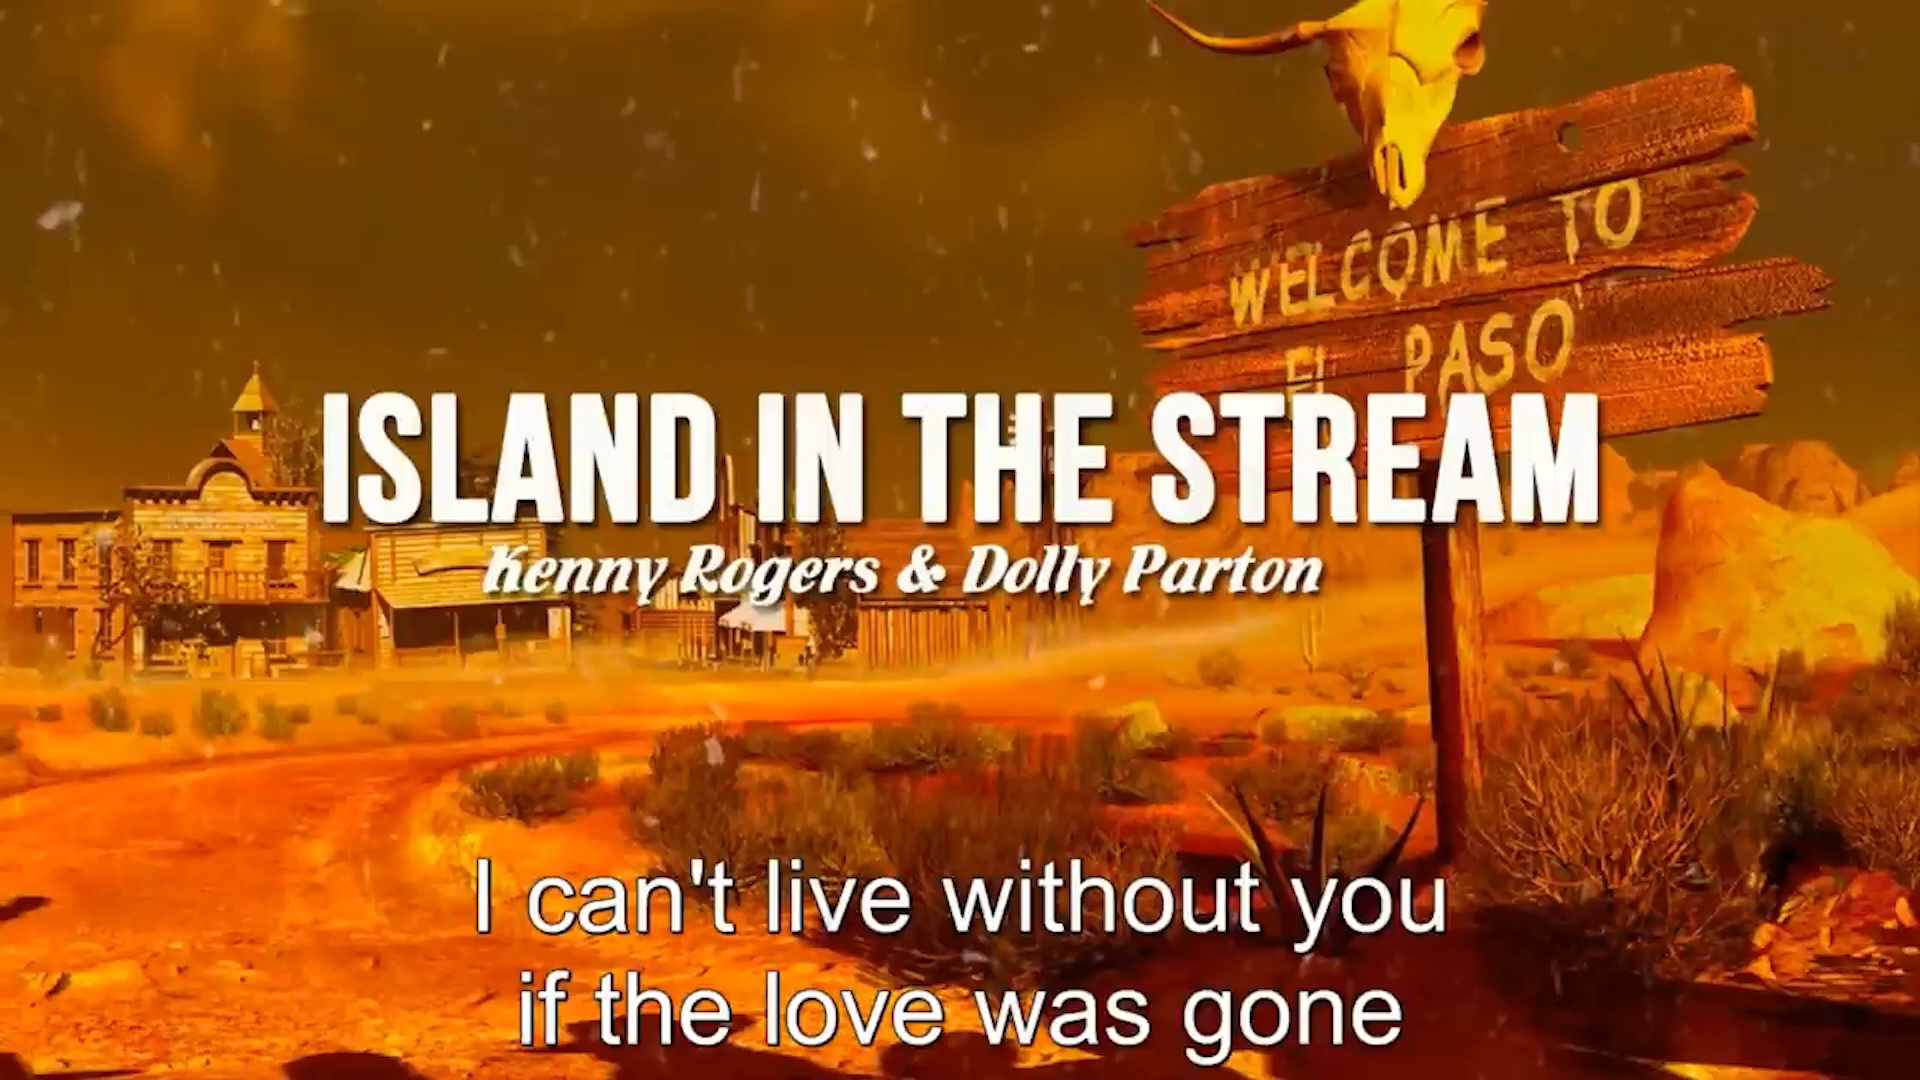 WELCOME TO
EL PASO
ISLAND IN THE STREAM
Kenny Rogers & Dolly Parton
I can't live without you
if the love was gone